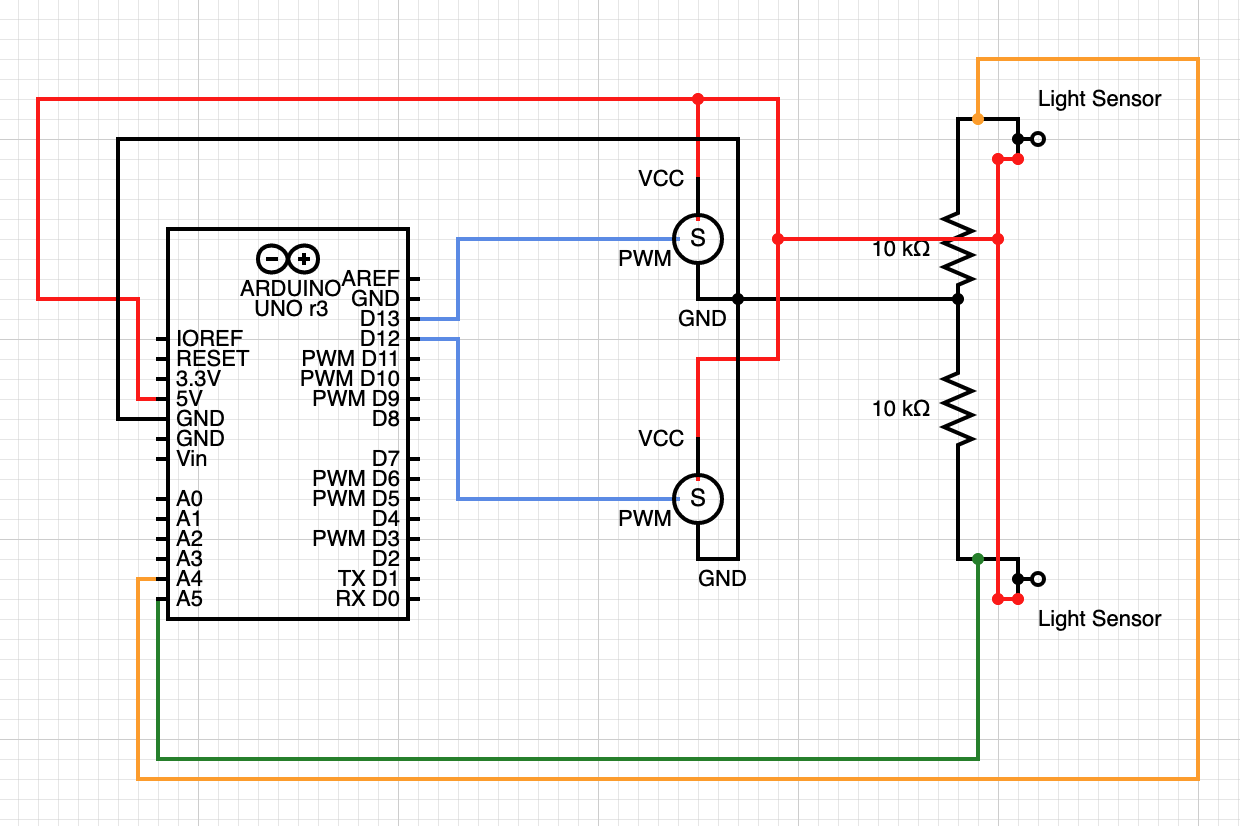 Light Sensor
VCC
S
PWM
10 kΩ
ARDUINO
UNO r3
AREF
GND
D13
GND
IOREF
D12
RESET
PWM D11
3.3V
PWM D10
5V
PWM D9
10 kΩ
GND
D8
GND
VCC
Vin
D7
PWM D6
A0
PWM D5
S
A1
D4
PWM
A2
PWM D3
A3
D2
A4
TX D1
GND
A5
RX D0
Light Sensor